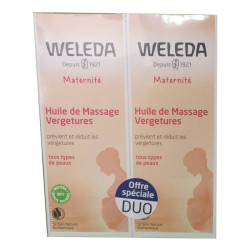 WELEDA
Depuis 1921
Maternité
Huile de Massage
Vergetures
prévient et réduit les
vergetures
tous types
de peaux
WELEDA
Depuis 1921
Maternité
Huile de Massage
Vergetures
prévient et réduit les
vergetures
tous types
de peaux
Offre
spéciale
DUO